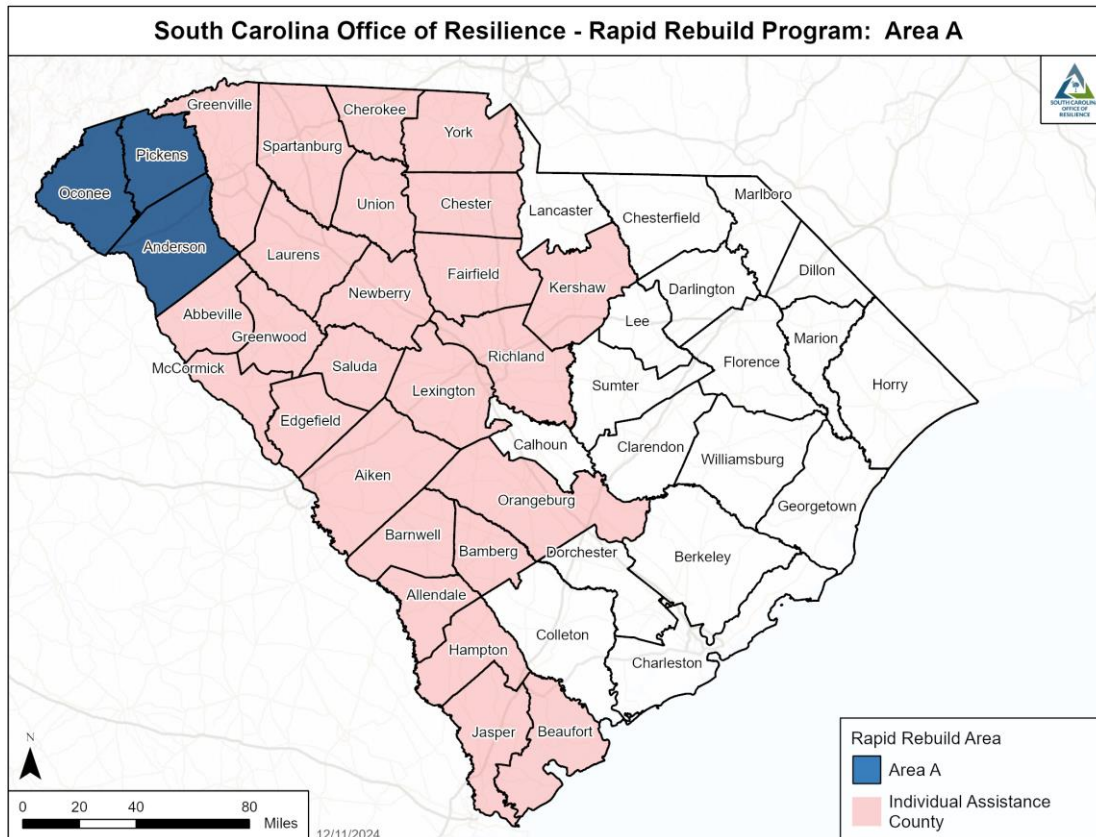 South Carolina Office of Resilience - Rapid Rebuild Program: Area A
SOUTH CAROLINA
OFFICE OF
RESILIENCE
Greenville
Cherokee
York
Spartanburg
Pickens
Oconee
Union
Chester
Lancaster
Chesterfield
Marlboro
Anderson
Laurens
Fairfield
Kershaw
Dillon
Newberry
Darlington
Abbeville
Greenwood
Lee
Marion
McCormick
Saluda
Richland
Florence
Horry
Lexington
Sumter
Edgefield
Calhoun
Clarendon
Williamsburg
Aiken
Orangeburg
Georgetown
Barnwell
Bamberg
Dorchester
Berkeley
Allendale
Colleton
Hampton
Charleston
Jasper
Beaufort
Rapid Rebuild Area
Area A
Individual Assistance
County
N
0 20 40 80
Miles
12/11/2024